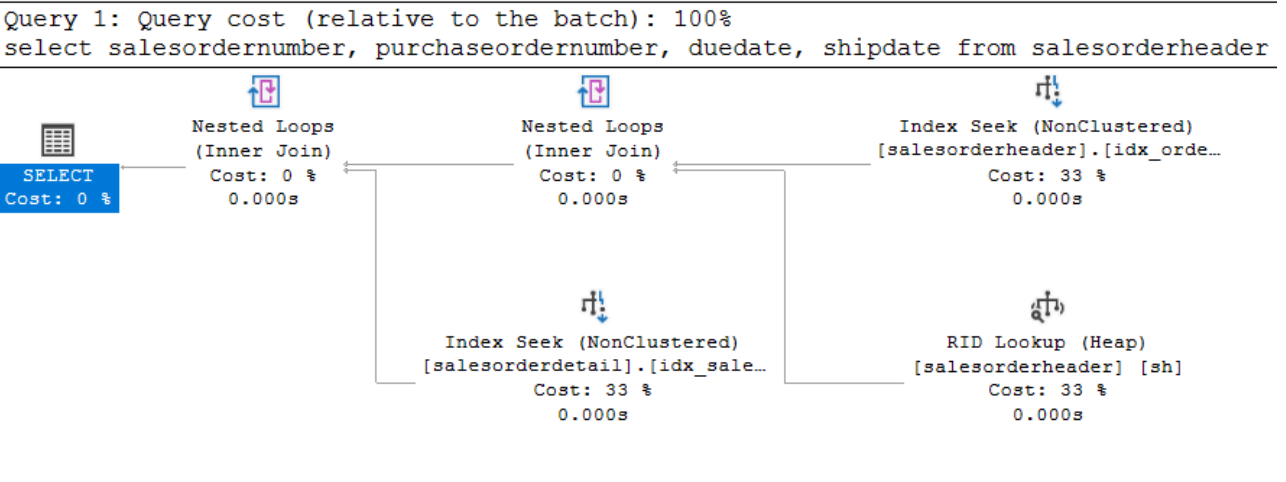 Query 1: Query cost (relative to the batch): 100%
select salesordernumber, purchaseordernumber, duedate, shipdate from salesorderheader
SELECT
Cost: 0 %
Nested Loops
(Inner Join)
Cost: 0 %
0.000s
Nested Loops
(Inner Join)
Cost: 0 %
0.000s
Index Seek (NonClustered)
[salesorderheader].[idx_orde…
Cost: 33 %
0.000s
Index Seek (NonClustered)
[salesorderdetail].[idx_sale…
Cost: 33 %
0.000s
RID Lookup (Heap)
[salesorderheader] [sh]
Cost: 33 %
0.000s